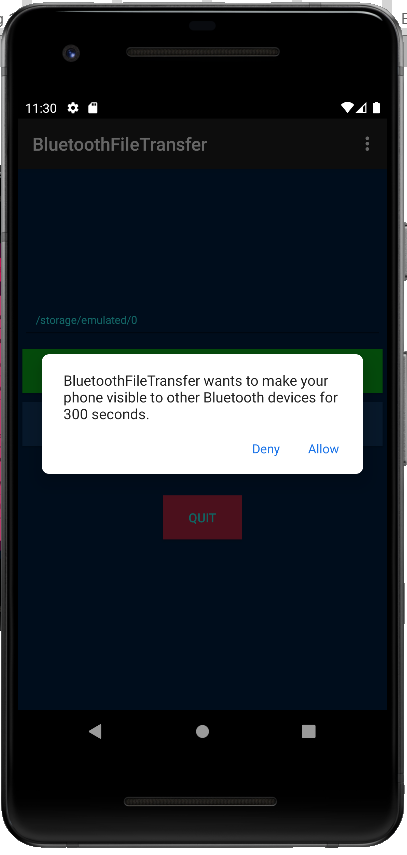 11:30
BluetoothFileTransfer
/storage/emulated/0
BluetoothFileTransfer wants to make your
phone visible to other Bluetooth devices for
300 seconds.
Deny Allow
QUIT